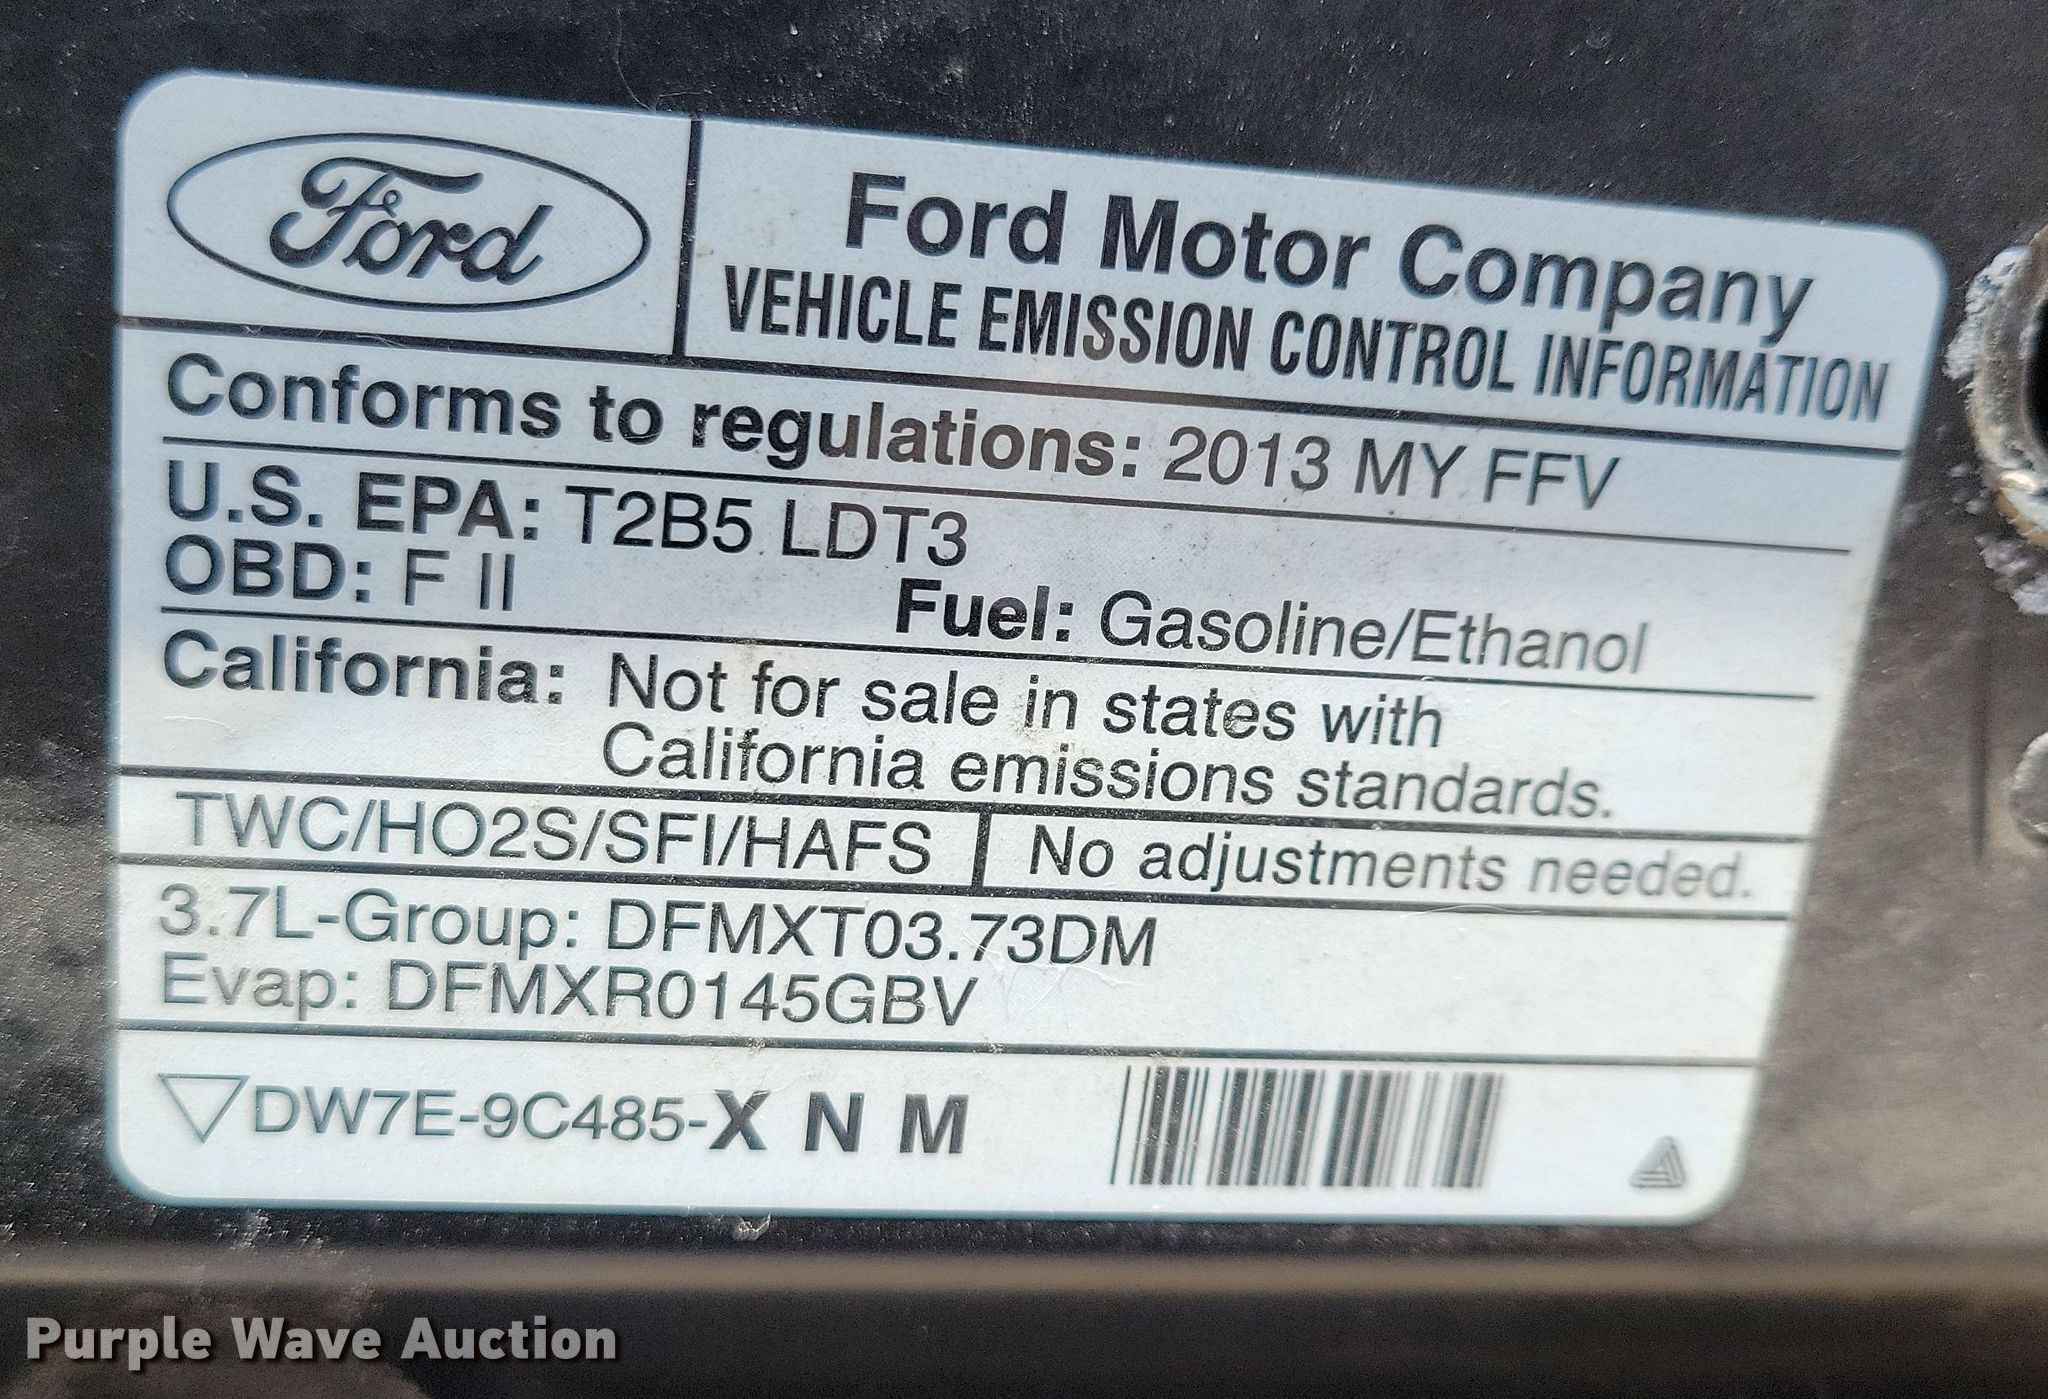 Ford
Ford Motor Company
VEHICLE EMISSION CONTROL INFORMATION
Conforms to regulations: 2013 MY FFV
U.S. EPA: T2B5 LDT3
OBD: F II
Fuel: Gasoline/Ethanol
California: Not for sale in states with
California emissions standards.
TWC/HO2S/SFI/HAFS
No adjustments needed.
3.7L-Group: DFMXT03.73DM
Evap: DFMXR0145GBV
DW7E-9C485-X N M
Purple Wave Auction